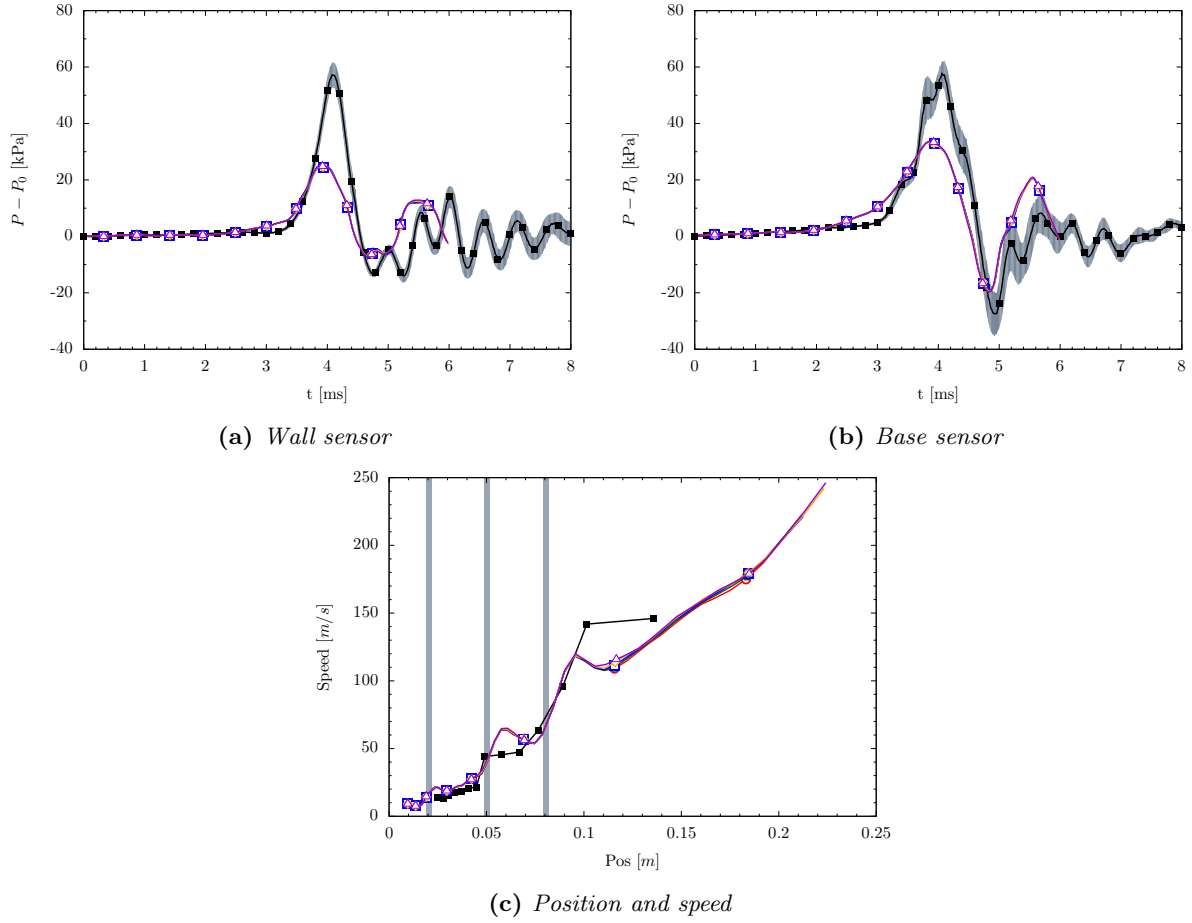 80
60
40
20
0
-20
-40
P − P0 [kPa]
0 1 2 3 4 5 6 7 8
t [ms]
(a) Wall sensor
80
60
40
20
0
-20
-40
P − P0 [kPa]
0 1 2 3 4 5 6 7 8
t [ms]
(b) Base sensor
250
200
150
100
50
0
Speed [m/s]
0 0.05 0.1 0.15 0.2 0.25
Pos [m]
(c) Position and speed